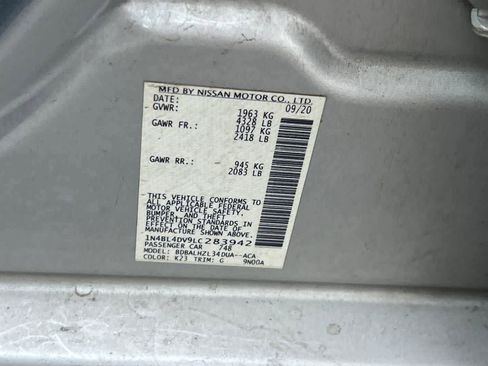 MFD BY NISSAN MOTOR CO., LTD.
DATE: 09/20
GVWR: 1963 KG
4328 LB
GAWR FR: 1097 KG
2418 LB
GAWR RR: 945 KG
2083 LB
THIS VEHICLE CONFORMS TO
ALL APPLICABLE FEDERAL
MOTOR VEHICLE SAFETY,
BUMPER, AND THEFT
PREVENTION STANDARDS IN
EFFECT ON THE DATE OF
MANUFACTURE SHOWN ABOVE.
1N4BL4DV9LC283942
PASSENGER CAR 748
MODEL: BDBALHZL34DUA--ACA
COLOR: K23 TRIM: G 9N00A